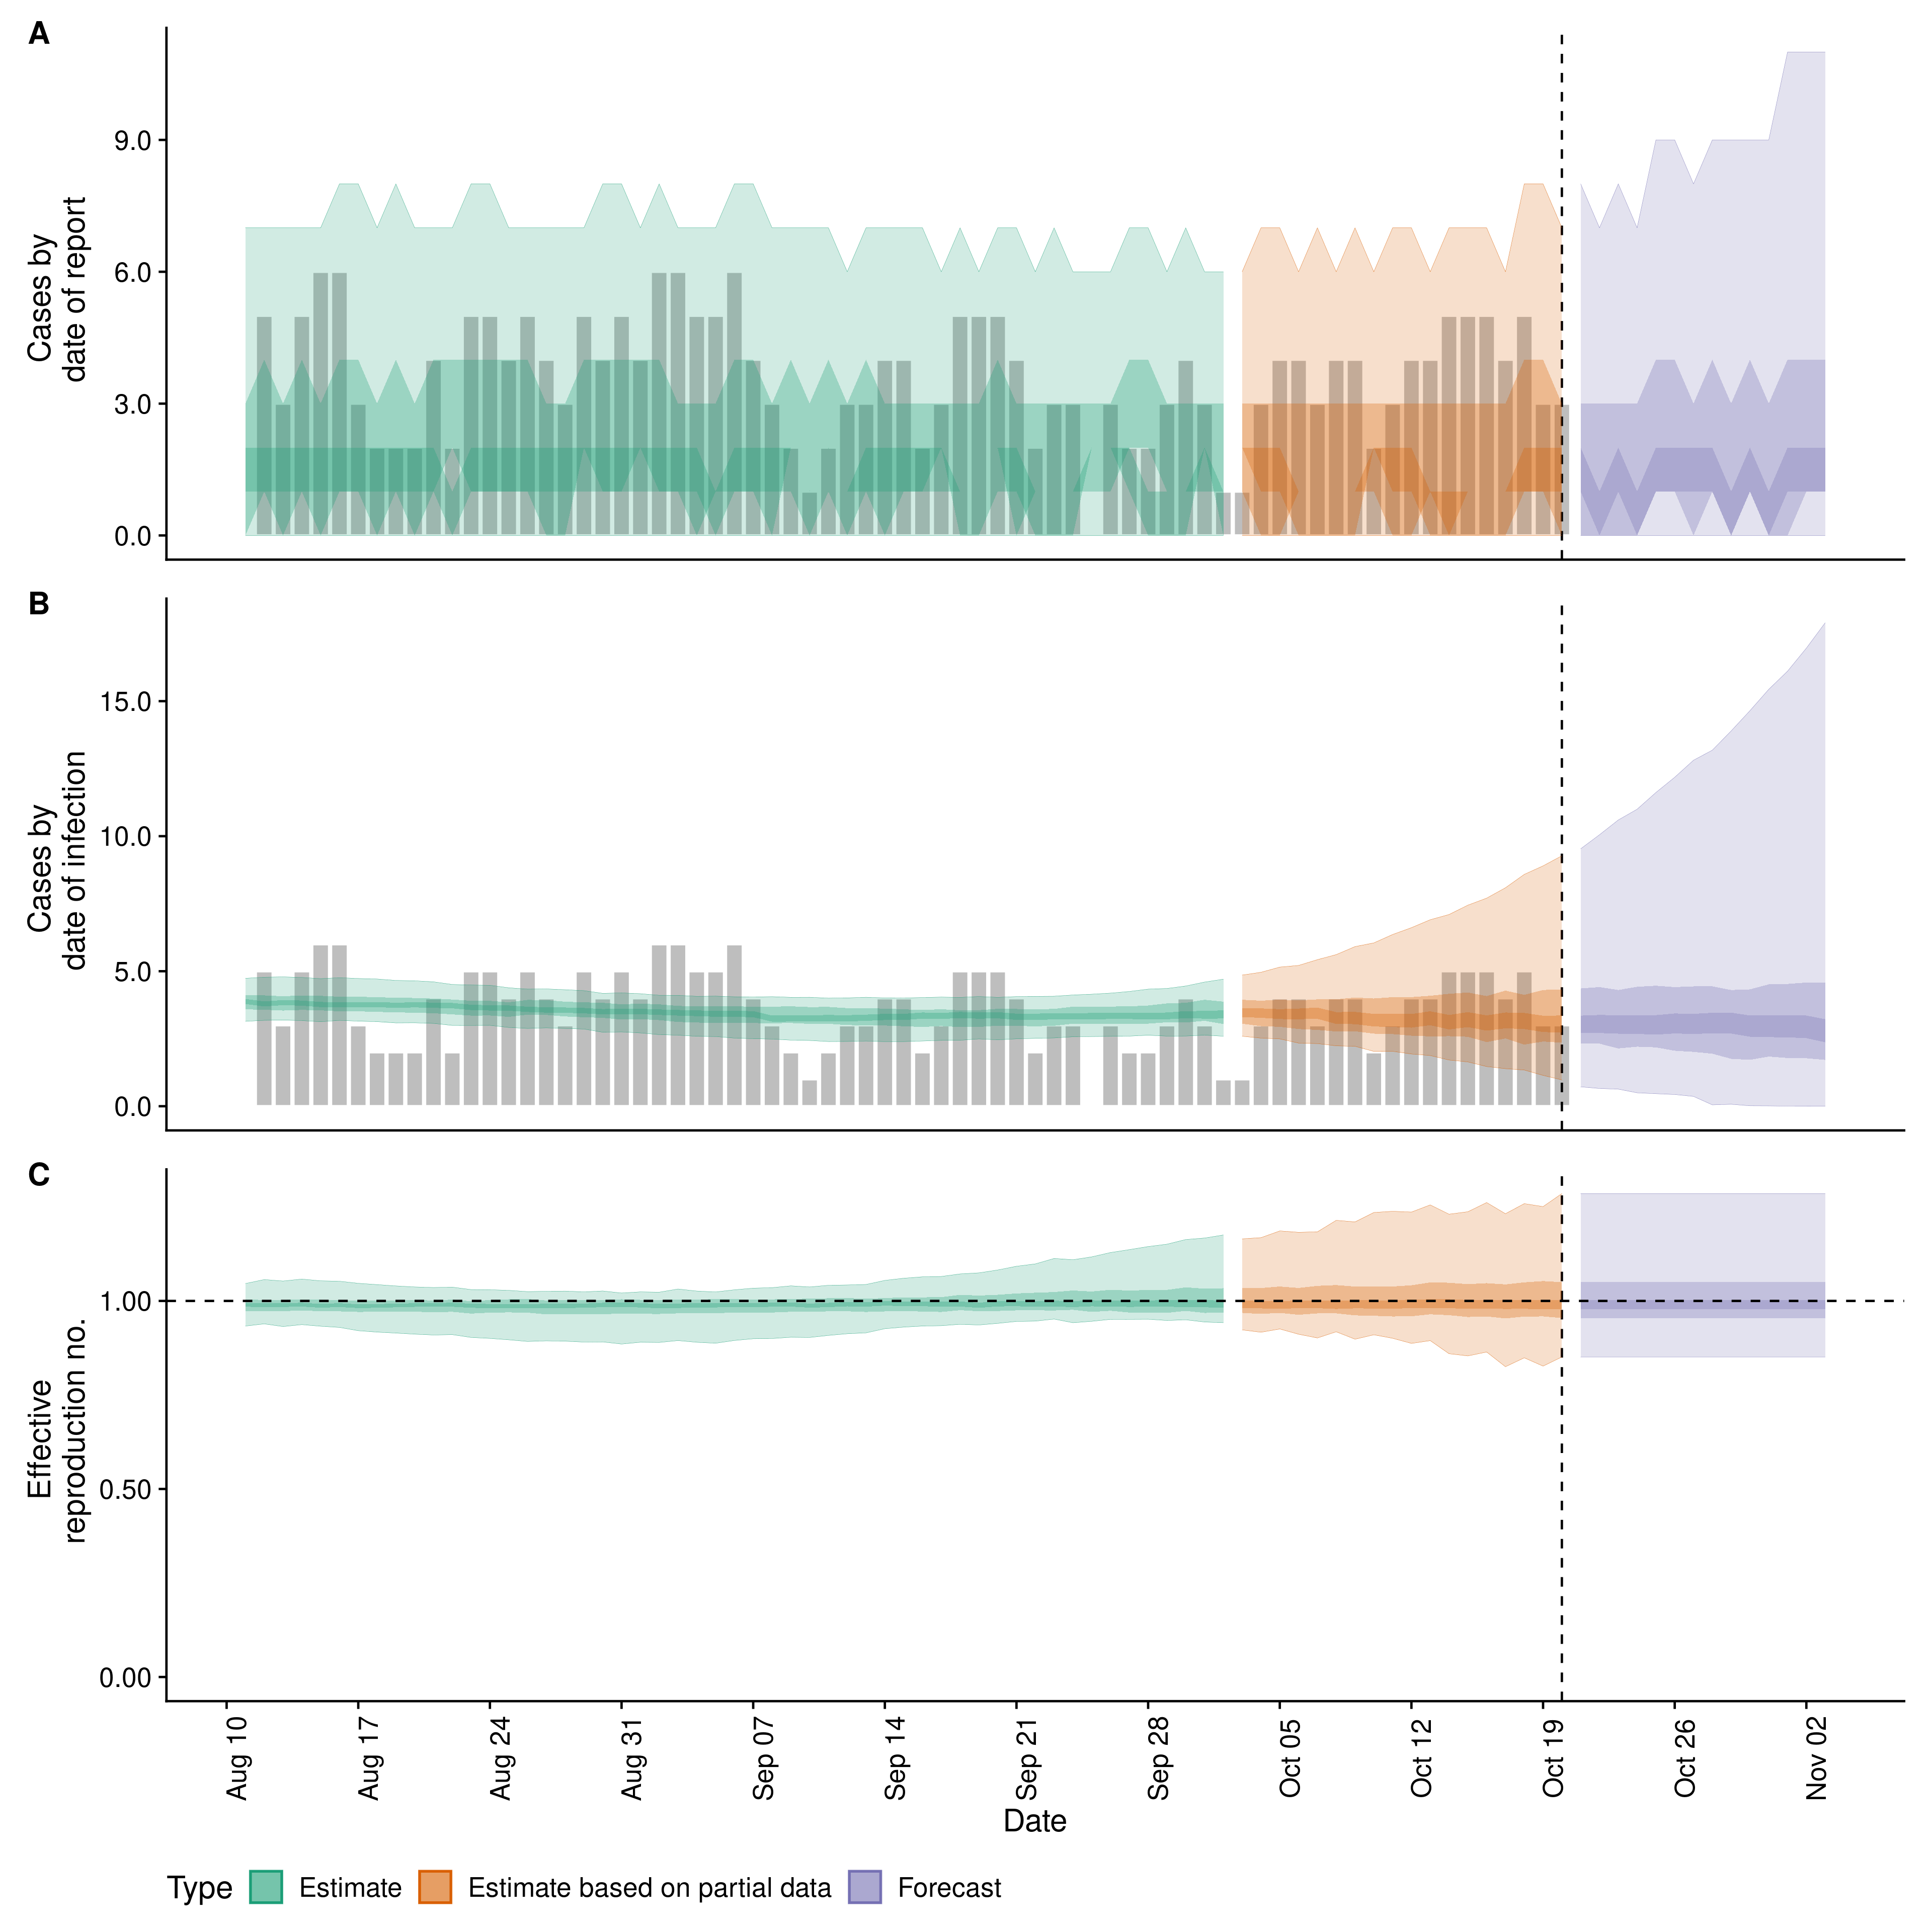 A
Cases by
date of report
9.0
6.0
3.0
0.0
B
Cases by
date of infection
15.0
10.0
5.0
0.0
C
Effective
reproduction no.
1.00
0.50
0.00
Aug 10
Aug 17
Aug 24
Aug 31
Sep 07
Sep 14
Sep 21
Sep 28
Oct 05
Oct 12
Oct 19
Oct 26
Nov 02
Date
Type Estimate Estimate based on partial data Forecast